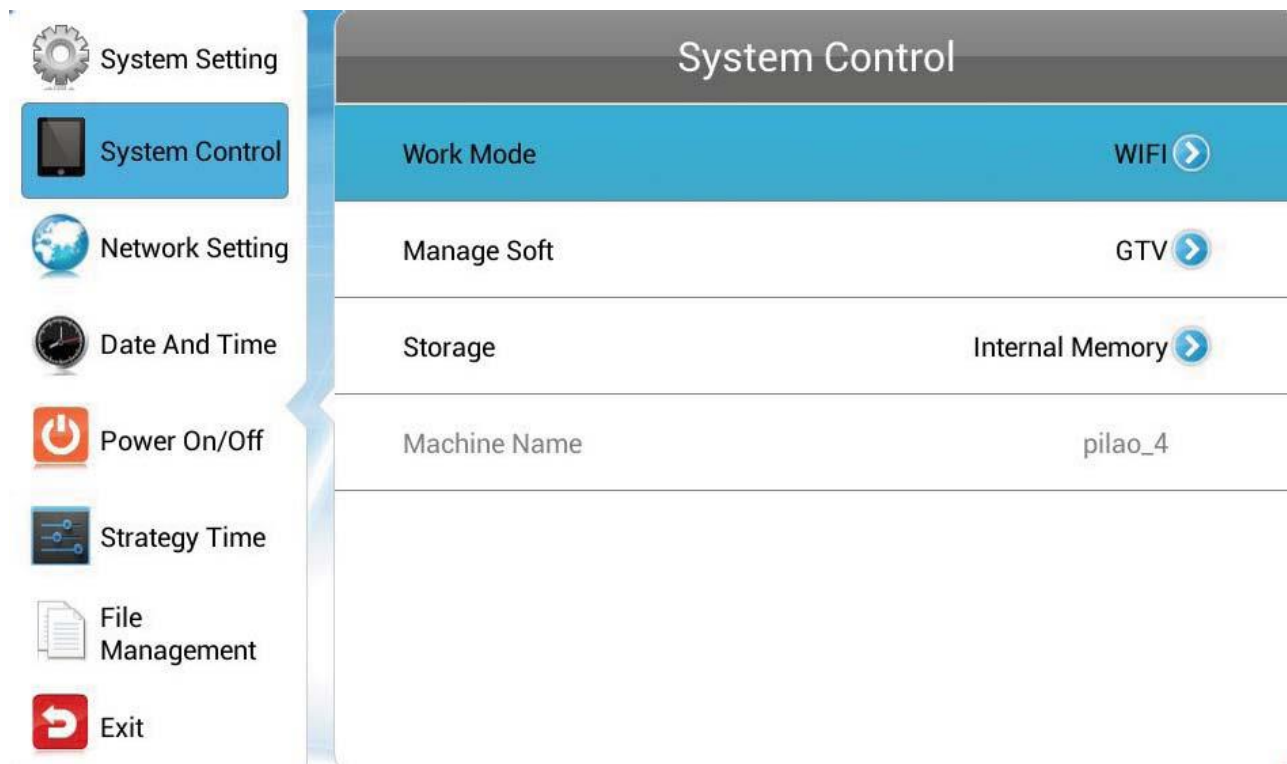 System Setting
System Control
Network Setting
Date And Time
Power On/Off
Strategy Time
File
Management
Exit
System Control
Work Mode WIFI
Manage Soft GTV
Storage Internal Memory
Machine Name pilao_4